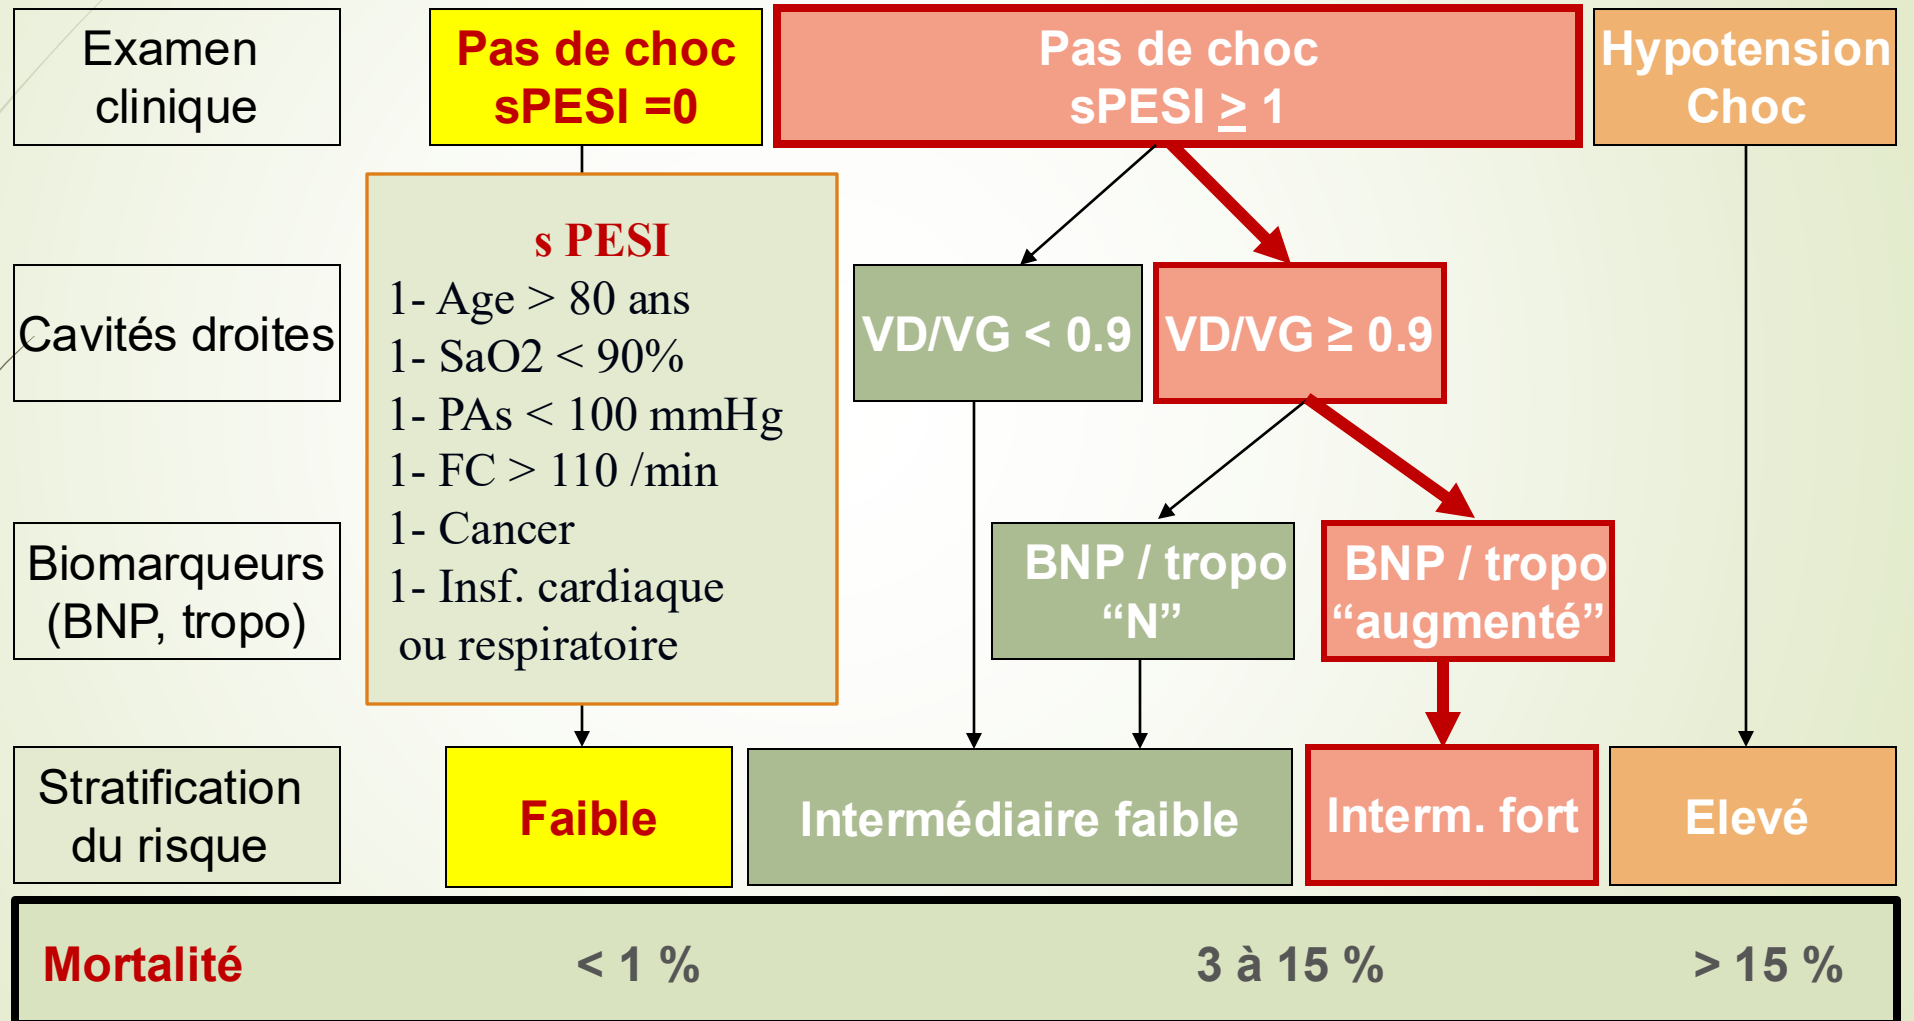 Examen
clinique
Pas de choc
sPESI =0
Pas de choc
sPESI ≥ 1
Hypotension
Choc
s PESI
1- Age > 80 ans
1- SaO2 < 90%
1- PAs < 100 mmHg
1- FC > 110 /min
1- Cancer
1- Insf. cardiaque
ou respiratoire
Cavités droites
VD/VG < 0.9
VD/VG ≥ 0.9
Biomarqueurs
(BNP, tropo)
BNP / tropo
“N”
BNP / tropo
“augmenté”
Stratification
du risque
Faible
Intermédiaire faible
Interm. fort
Elevé
Mortalité < 1 % 3 à 15 % > 15 %